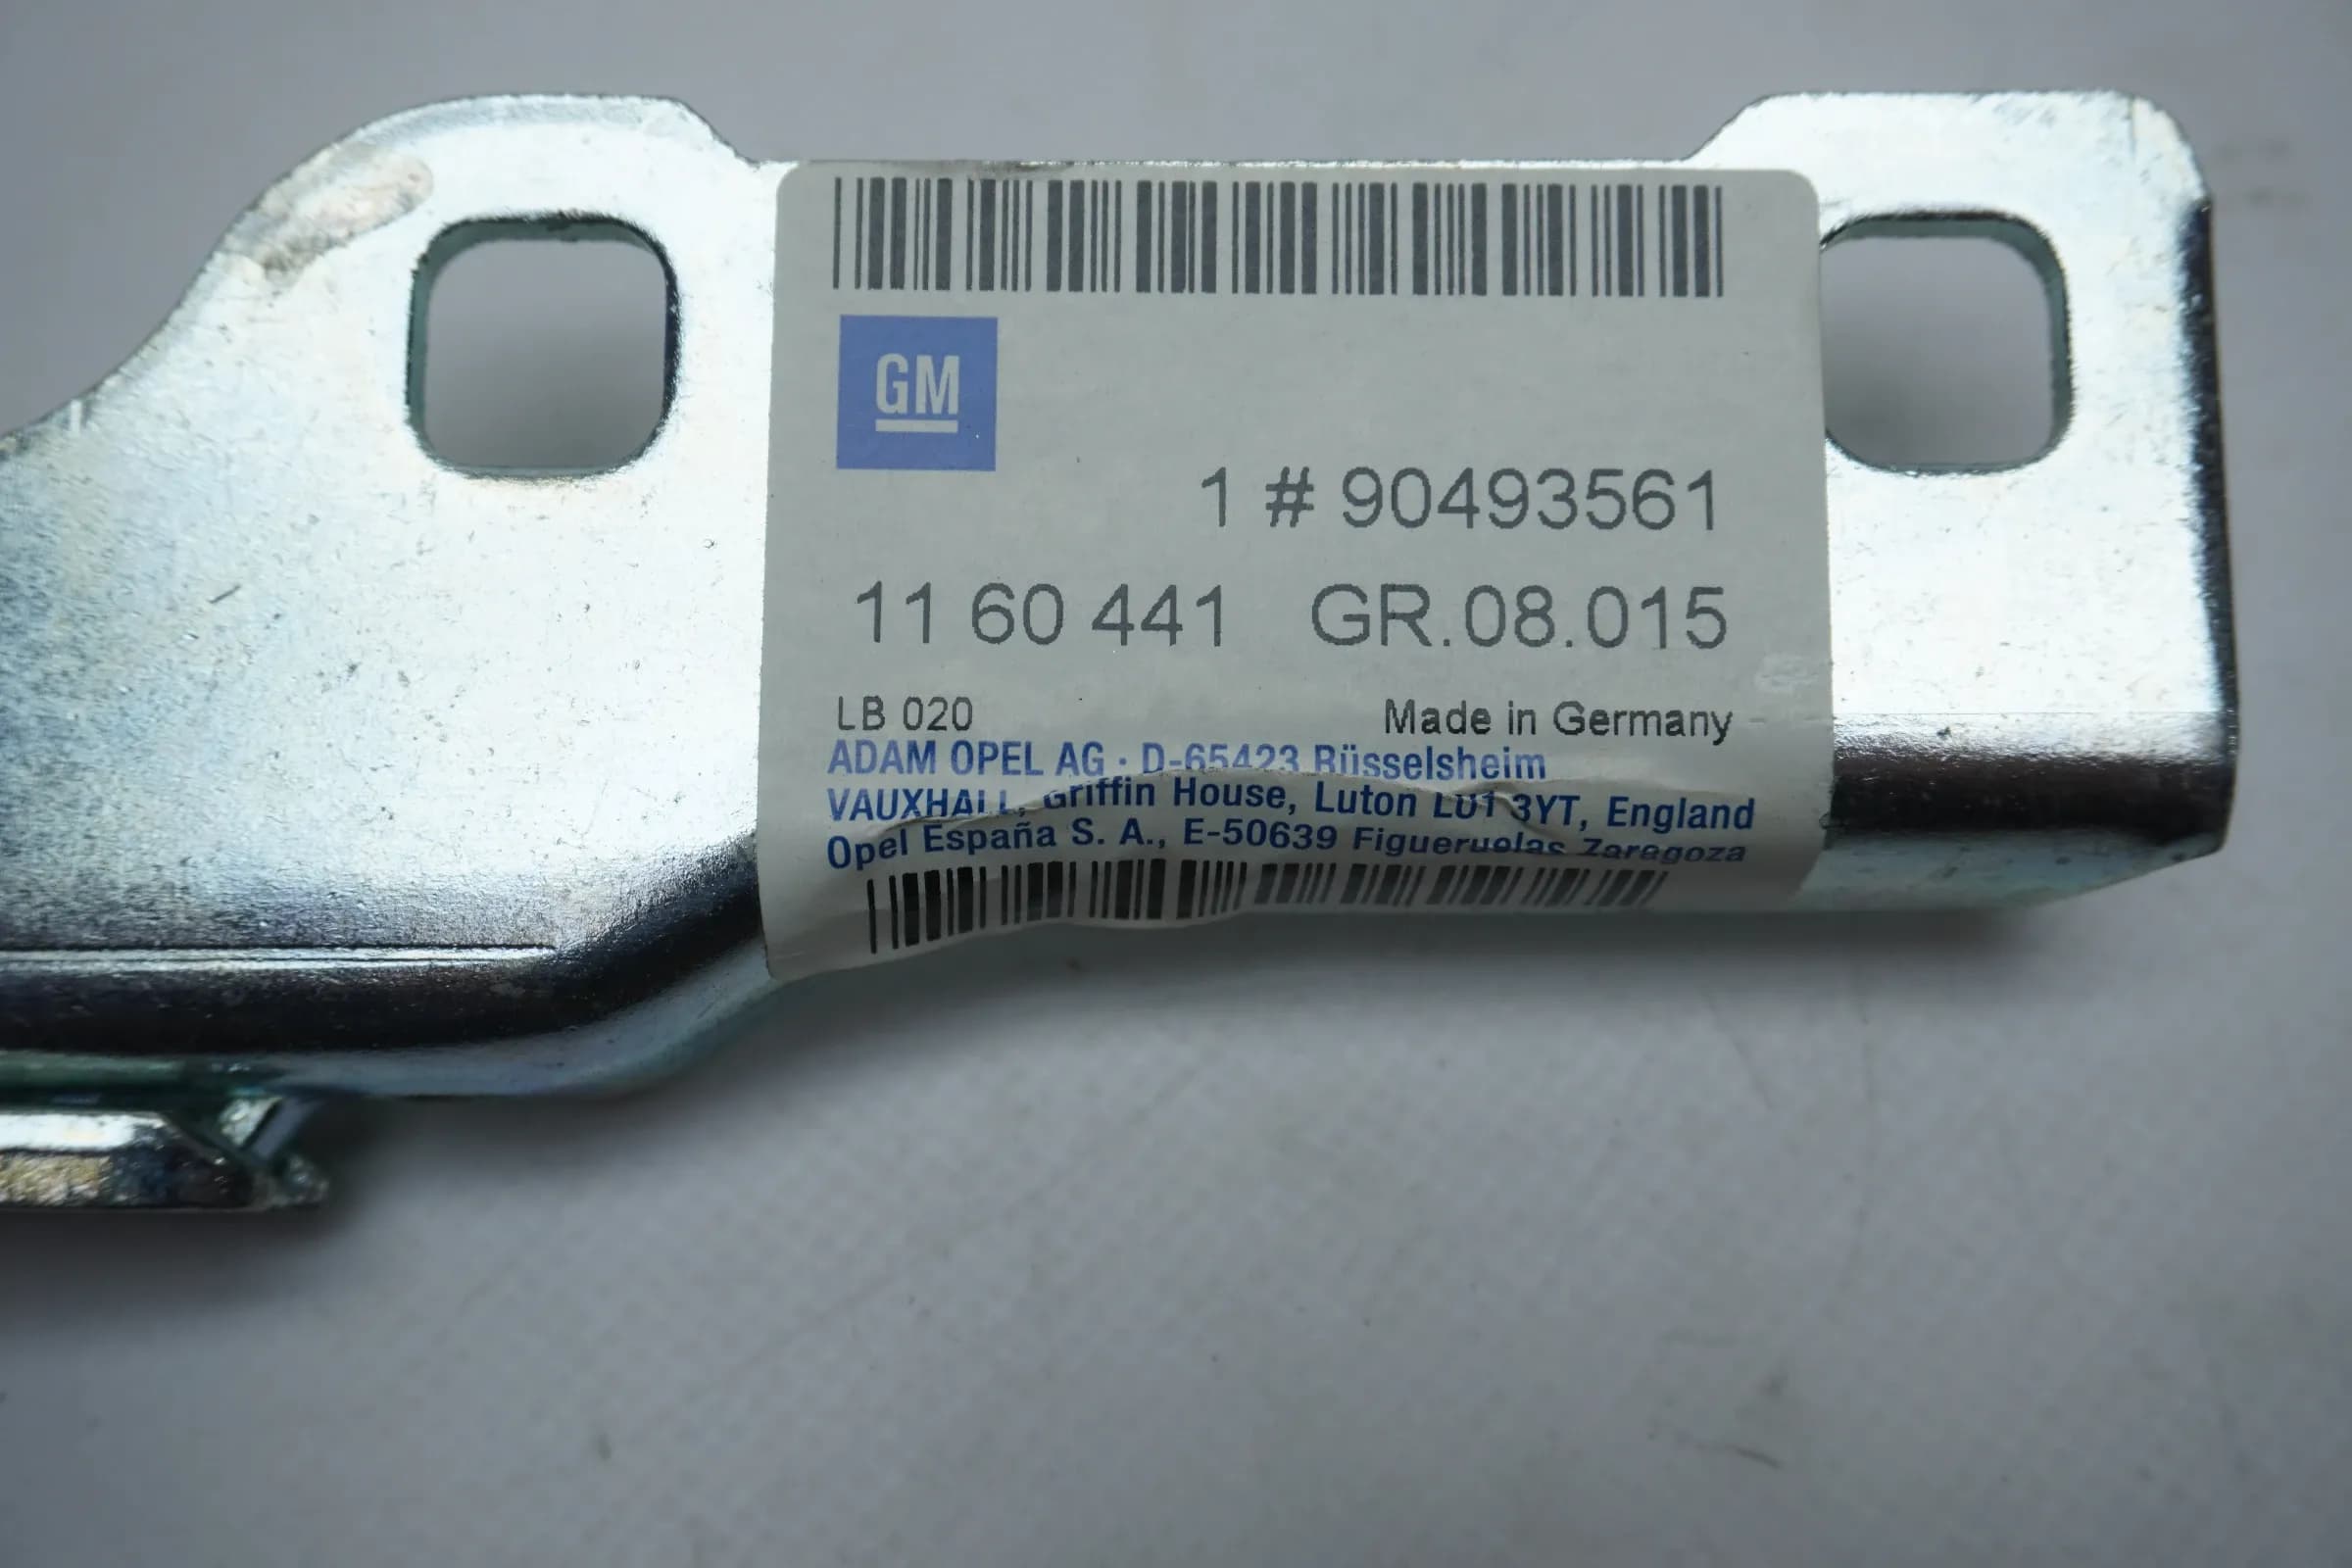 GM
1 # 90493561
11 60 441 GR.08.015
LB 020 Made in Germany
ADAM OPEL AG · D-65423 Rüsselsheim
VAUXHALL, Griffin House, Luton LU1 3YT, England
Opel España S. A., E-50639 Figueruelas Zaragoza